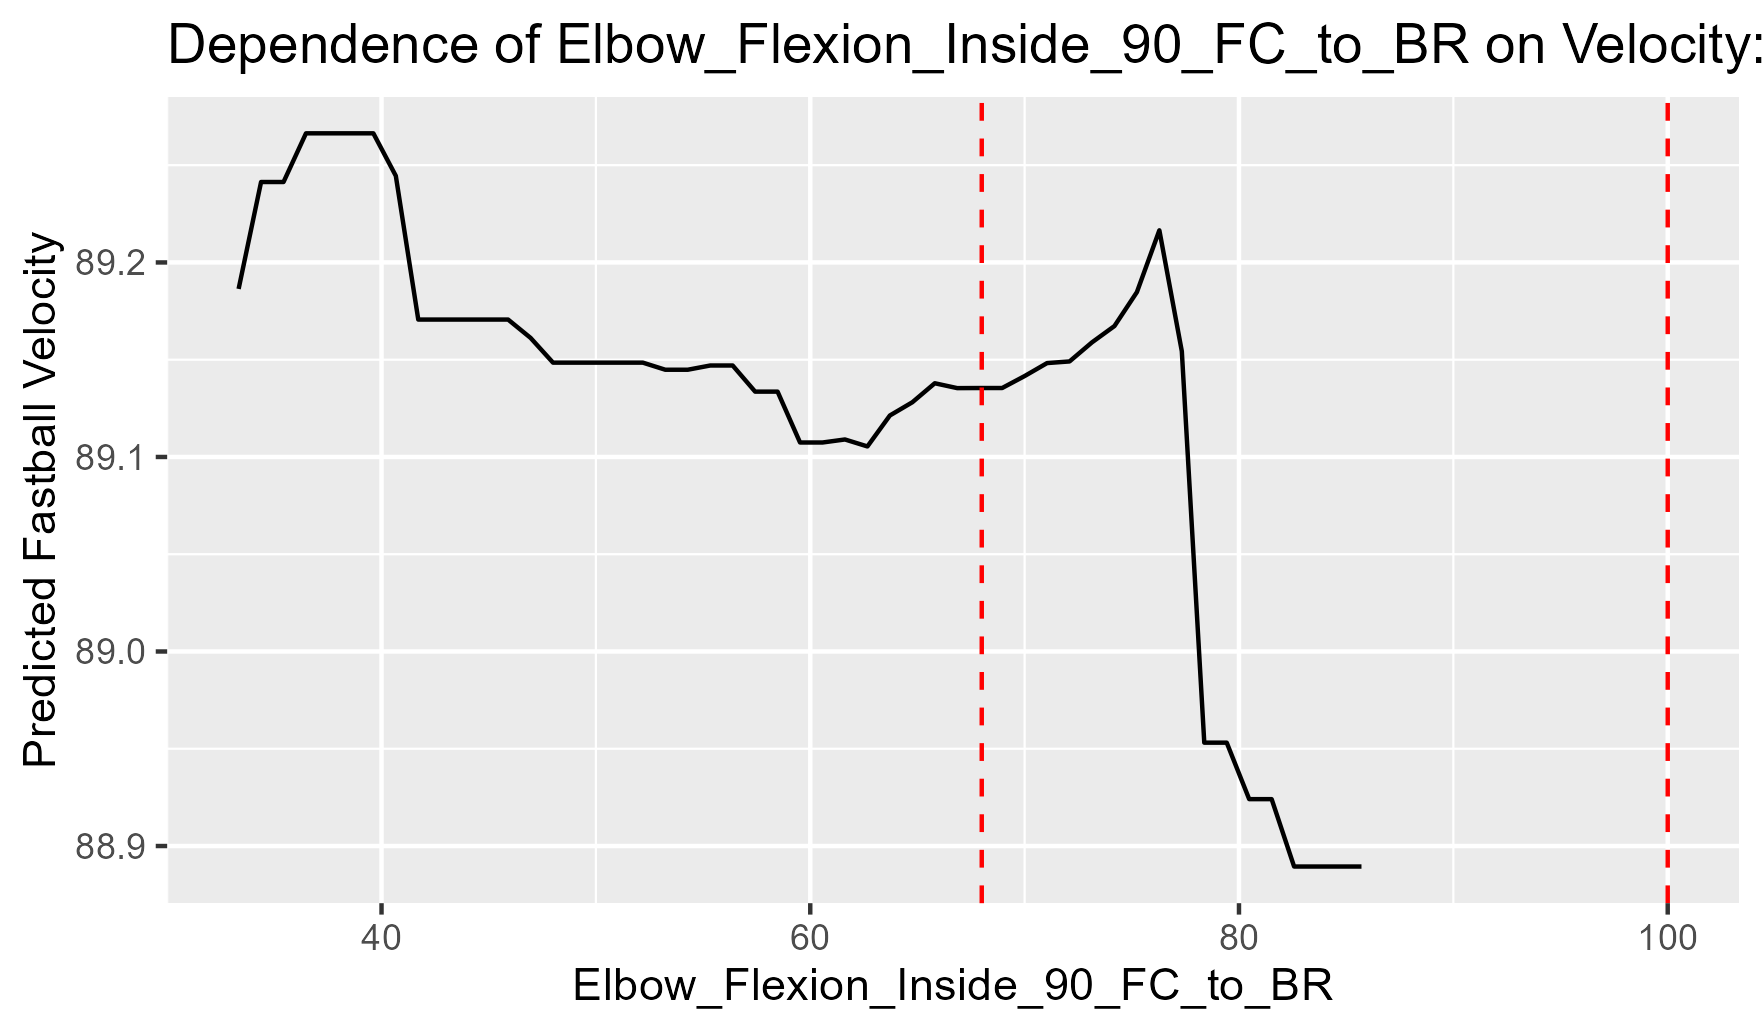 Dependence of Elbow_Flexion_Inside_90_FC_to_BR on Velocity:
Predicted Fastball Velocity
89.2
89.1
89.0
88.9
40 60 80 100
Elbow_Flexion_Inside_90_FC_to_BR